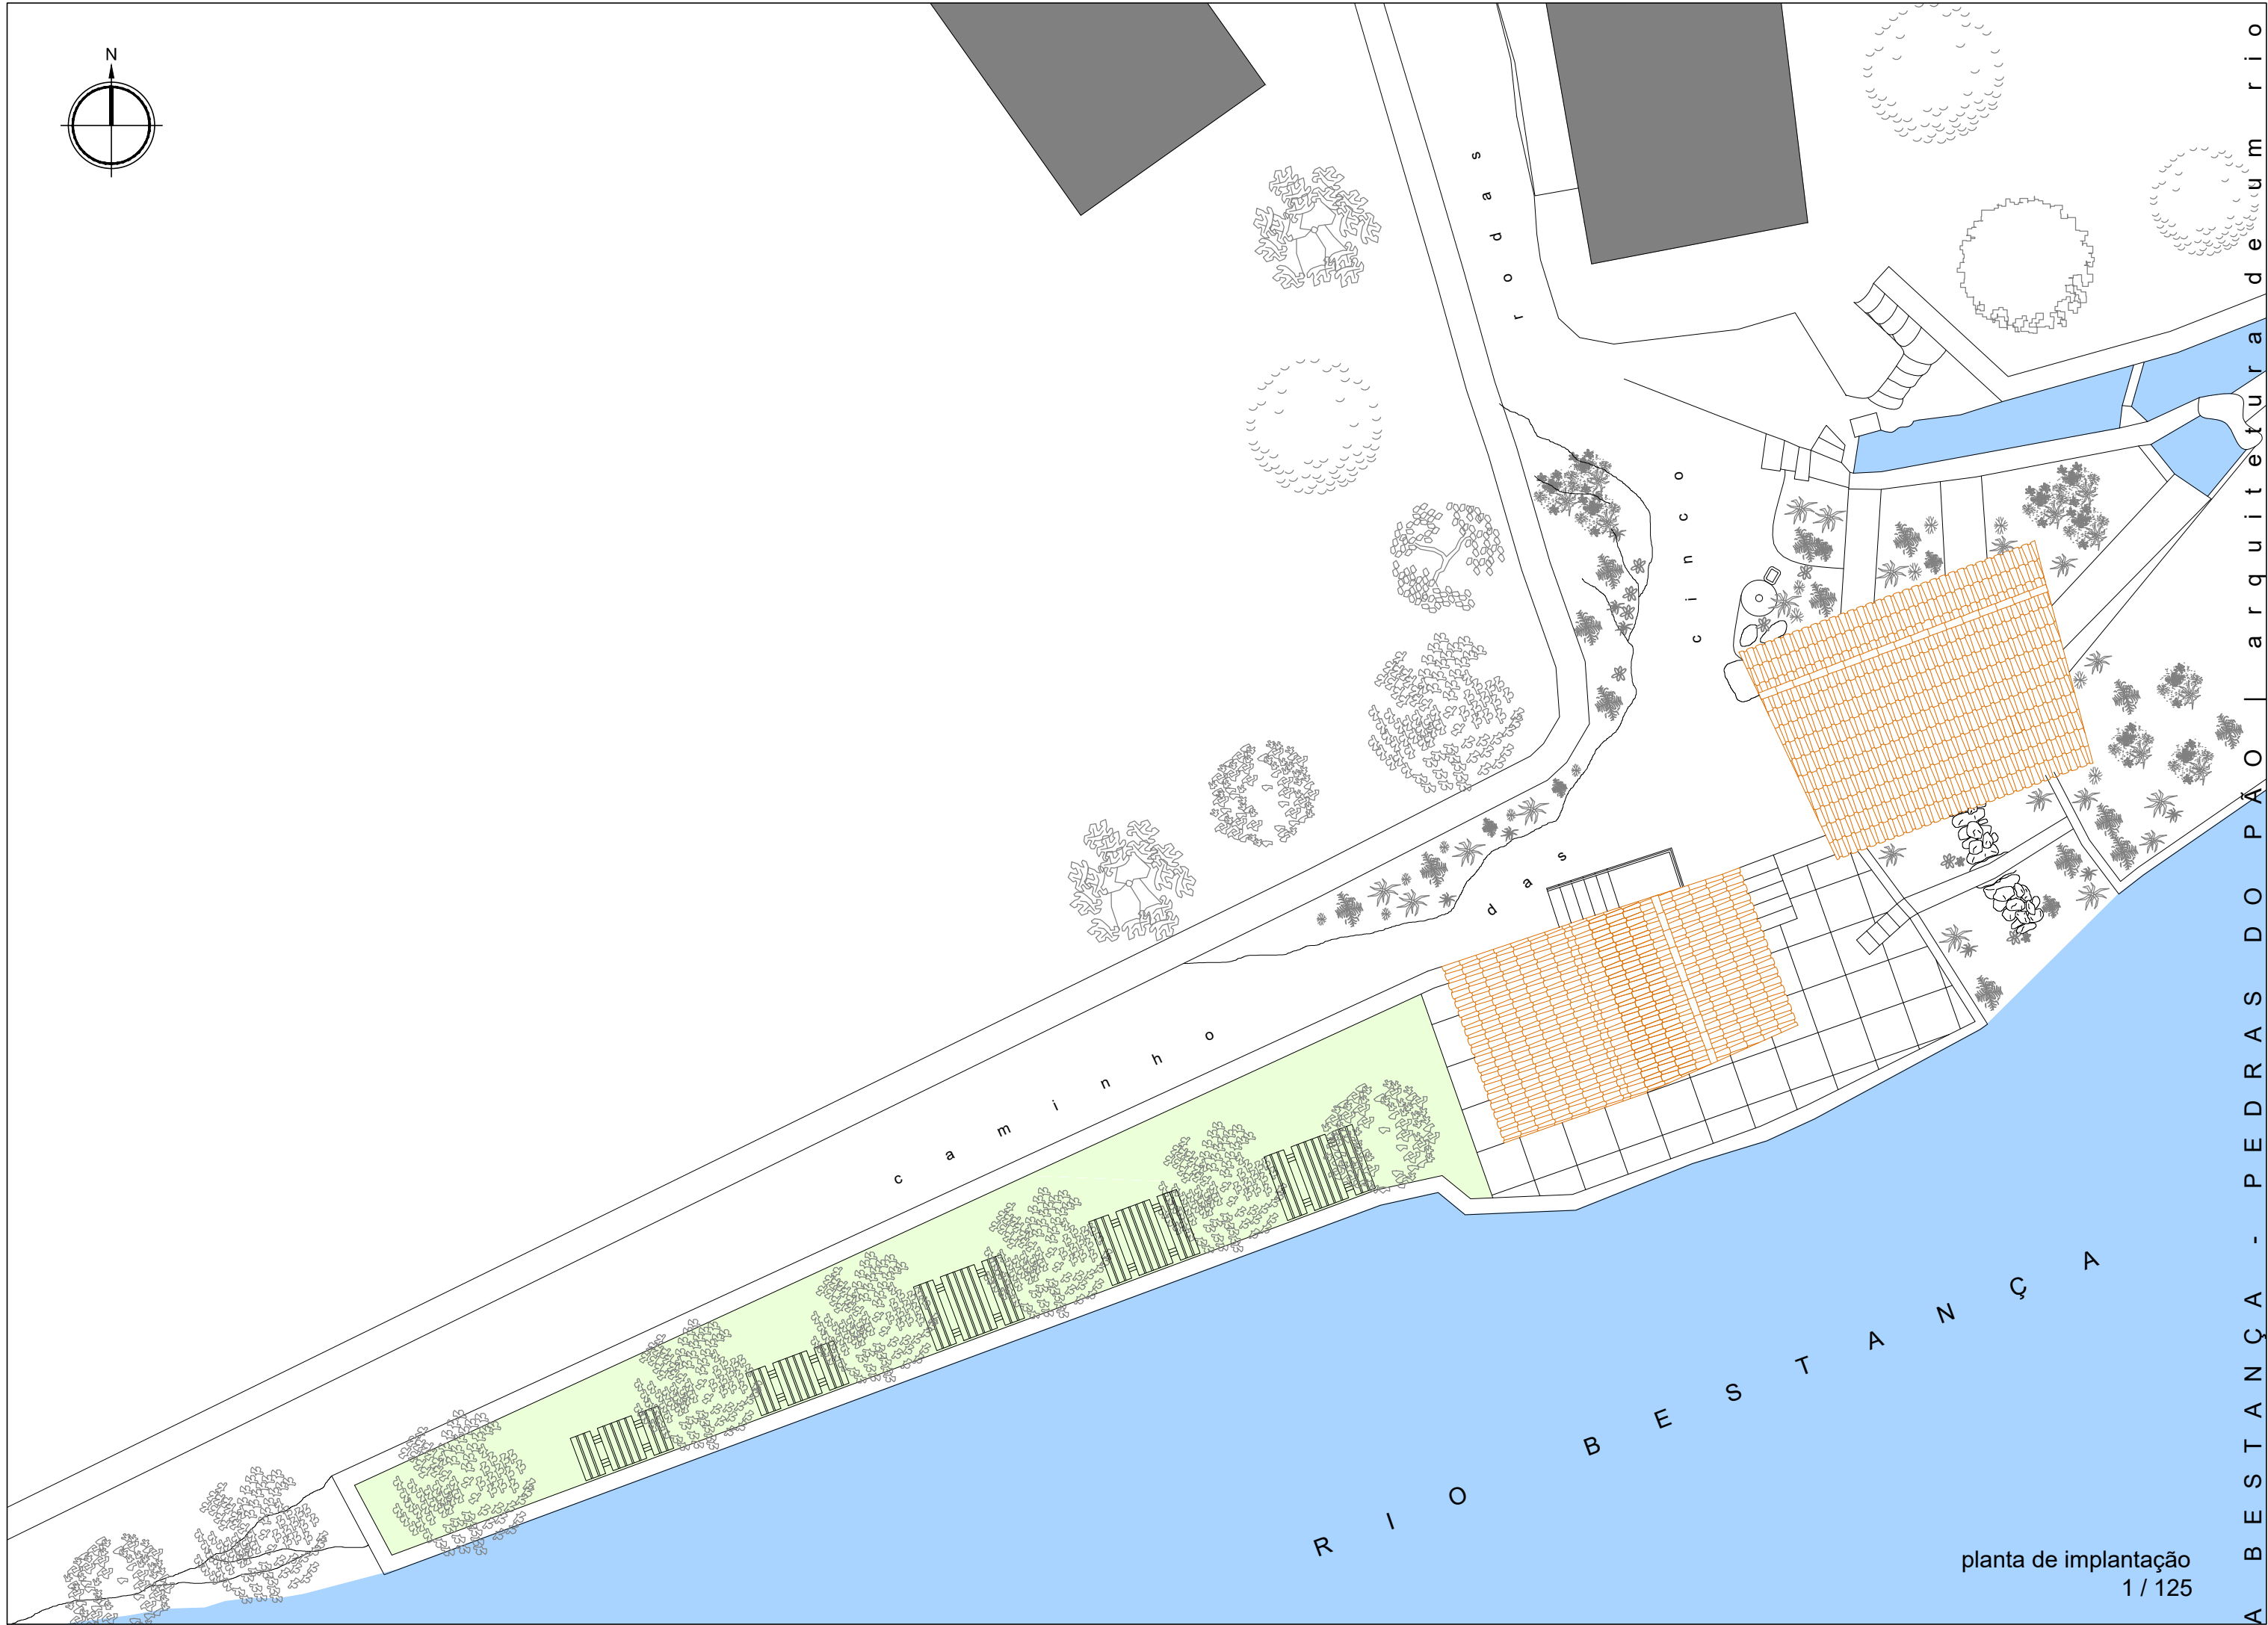 N
caminho das cinco rodas
RIO BESTANÇA
planta de implantação
1 / 125
A BESTANÇA - PEDRAS DO PÃO | arquitetura de um rio